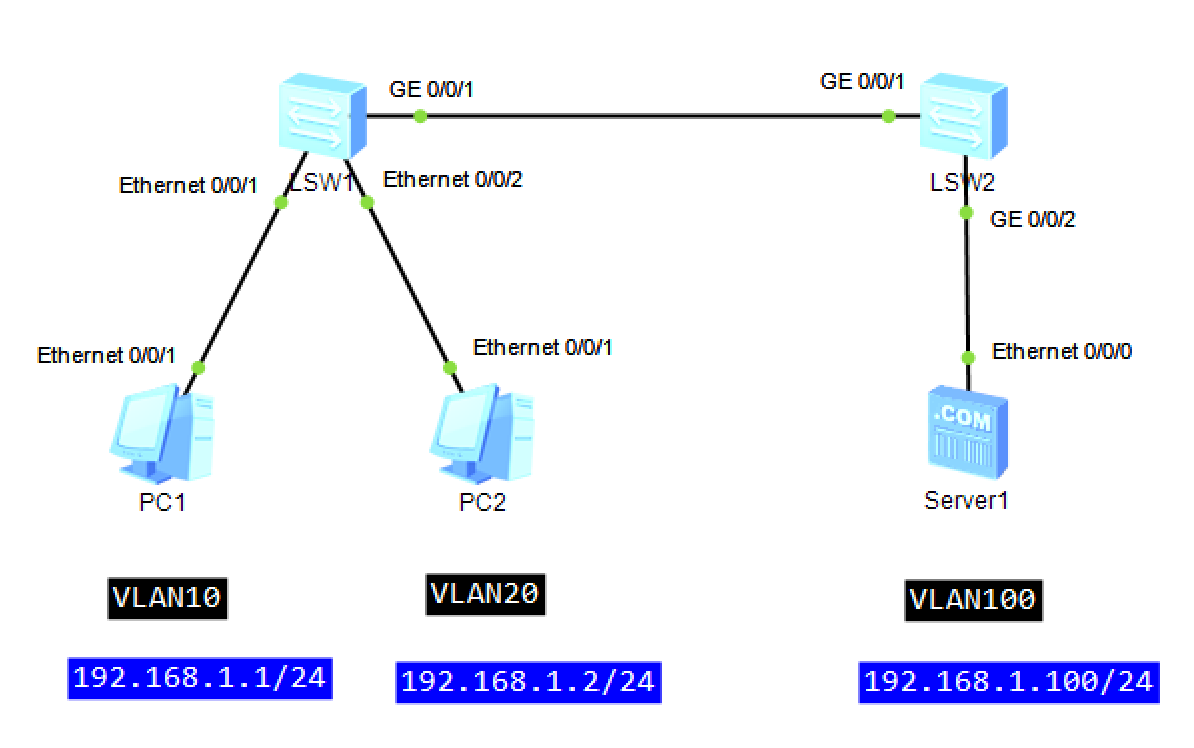 GE 0/0/1
GE 0/0/1
Ethernet 0/0/1
LSW1
Ethernet 0/0/2
LSW2
GE 0/0/2
Ethernet 0/0/1
Ethernet 0/0/1
Ethernet 0/0/0
.COM
PC1
PC2
Server1
VLAN10
VLAN20
VLAN100
192.168.1.1/24
192.168.1.2/24
192.168.1.100/24